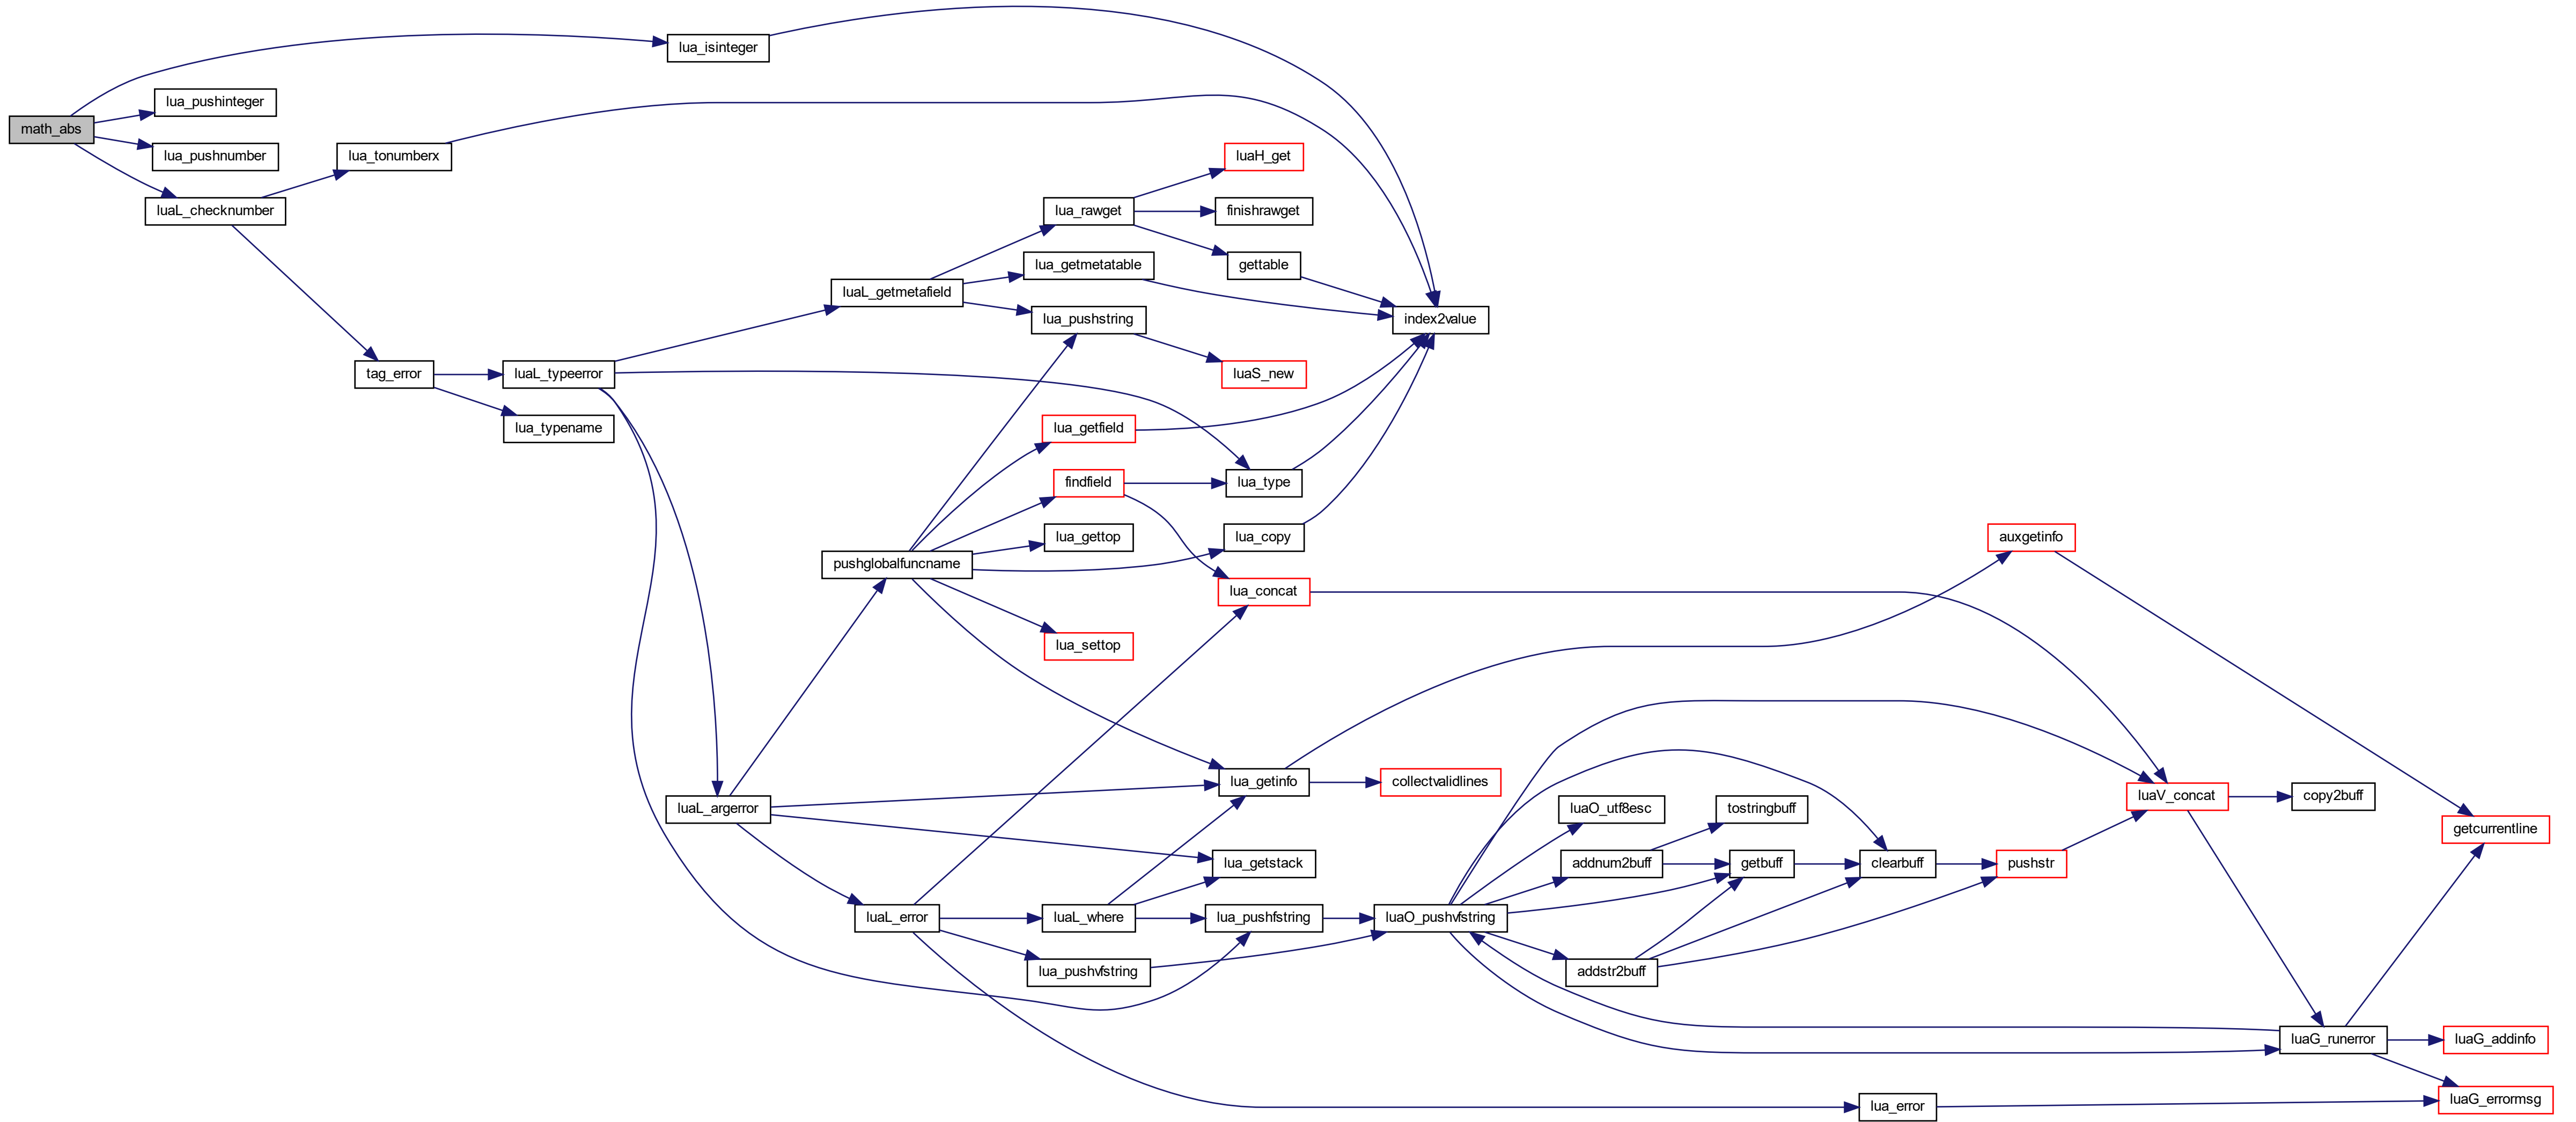 math_abs
lua_isinteger
lua_pushinteger
lua_pushnumber
luaL_checknumber
lua_tonumberx
tag_error
luaL_typeerror
lua_typename
luaL_getmetafield
lua_rawget
luaH_get
finishrawget
gettable
lua_getmetatable
lua_pushstring
luaS_new
index2value
lua_getfield
findfield
lua_type
lua_gettop
lua_copy
pushglobalfuncname
lua_concat
lua_settop
auxgetinfo
lua_getinfo
collectvalidlines
luaL_argerror
lua_getstack
luaL_error
luaL_where
lua_pushfstring
lua_pushvfstring
luaO_pushvfstring
luaO_utf8esc
tostringbuff
addnum2buff
getbuff
clearbuff
pushstr
addstr2buff
luaV_concat
copy2buff
getcurrentline
luaG_runerror
luaG_addinfo
luaG_errormsg
lua_error